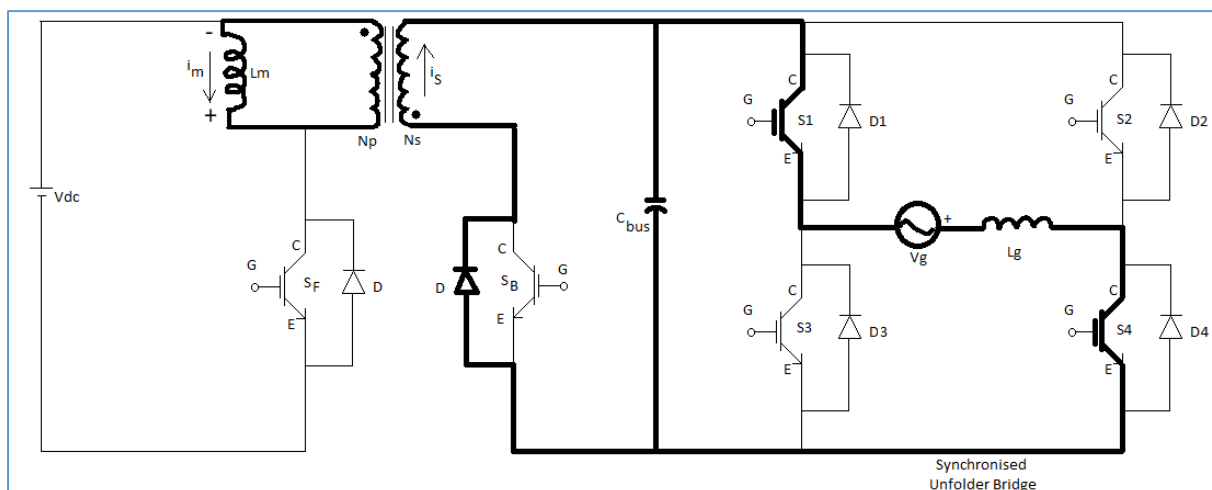 -
im
Lm
+
iS
Np
Ns
Vdc
C
G
SF
D
E
D
C
SB
G
E
Cbus
C
G
S1
D1
E
C
G
S2
D2
E
+
Vg
Lg
C
G
S3
D3
E
C
G
S4
D4
E
Synchronised
Unfolder Bridge